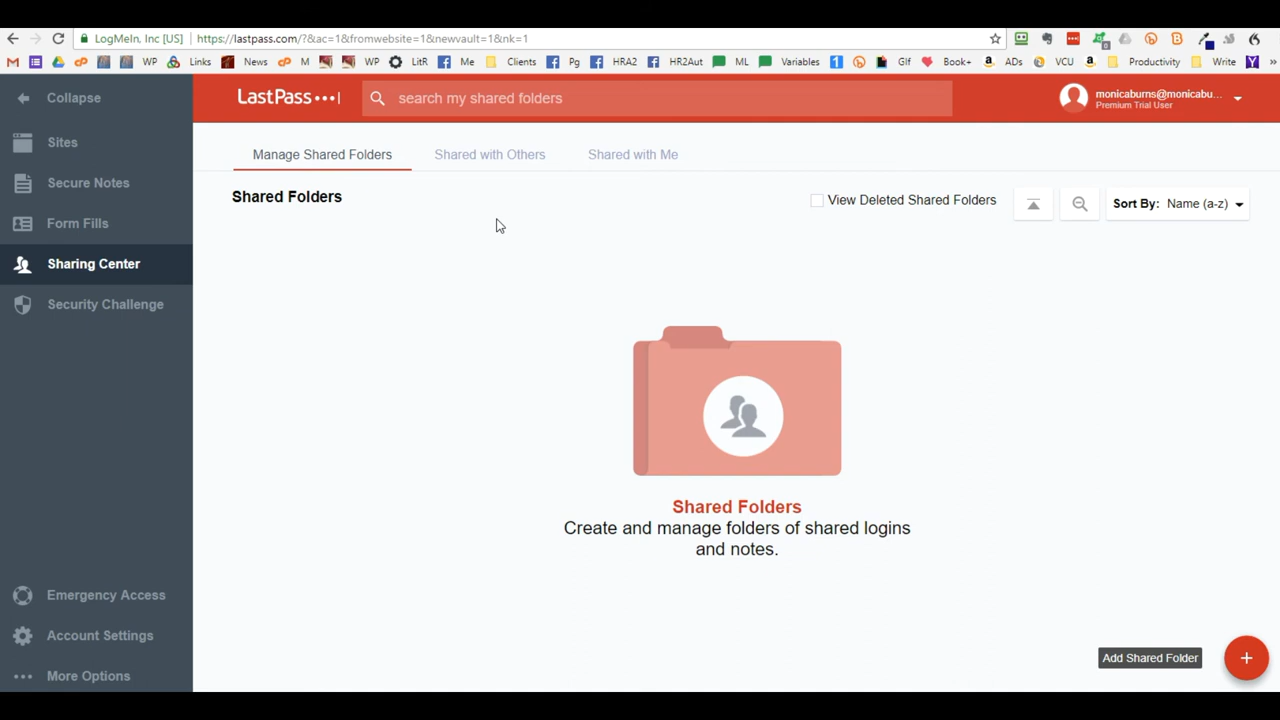 LogMeIn, Inc [US] https://lastpass.com/?&ac=1&fromwebsite=1&newvault=1&nk=1
WP Links News M WP LitR Me Clients Pg HRA2 HR2Aut ML Variables Gif Book+ ADs VCU Productivity Write »
Collapse
LastPass
search my shared folders
monicaburns@monicabu...
Premium Trial User
Sites
Secure Notes
Form Fills
Sharing Center
Security Challenge
Emergency Access
Account Settings
More Options
Manage Shared Folders Shared with Others Shared with Me
Shared Folders
View Deleted Shared Folders
Sort By: Name (a-z)
Shared Folders
Create and manage folders of shared logins
and notes.
Add Shared Folder
+